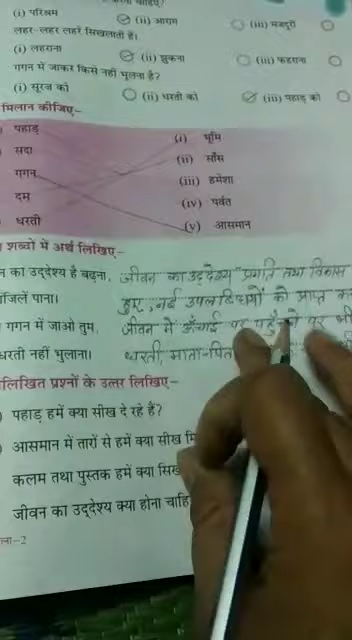 (i) परिश्रम (ii) आराम (iii) मजदूरी
लहर-लहर लहरें सिखलाती हैं।
(i) लहराना (ii) झुकना (iii) फहराना
गगन में जाकर किसे नहीं भूलना है?
(i) सूरज को (ii) धरती को (iii) पहाड़ को
मिलान कीजिए–
पहाड़ (i) भूमि
सदा (ii) साँस
गगन (iii) हमेशा
दम (iv) पर्वत
धरती (v) आसमान
शब्दों में अर्थ लिखिए–
न का उद्देश्य है बढ़ना, जीवन का उद्देश्य प्रगति तथा विकास
जिलें पाना। हुए, नई उपलब्धियों को प्राप्त
गगन में जाओ तुम, जीवन में ऊँचाई पर पर भी
धरती नहीं भुलाना। धरती, माता-पित
लिखित प्रश्नों के उत्तर लिखिए–
पहाड़ हमें क्या सीख दे रहे हैं?
आसमान में तारों से हमें क्या सीख मि
कलम तथा पुस्तक हमें क्या सिख
जीवन का उद्देश्य क्या होना चाहि
ला–2